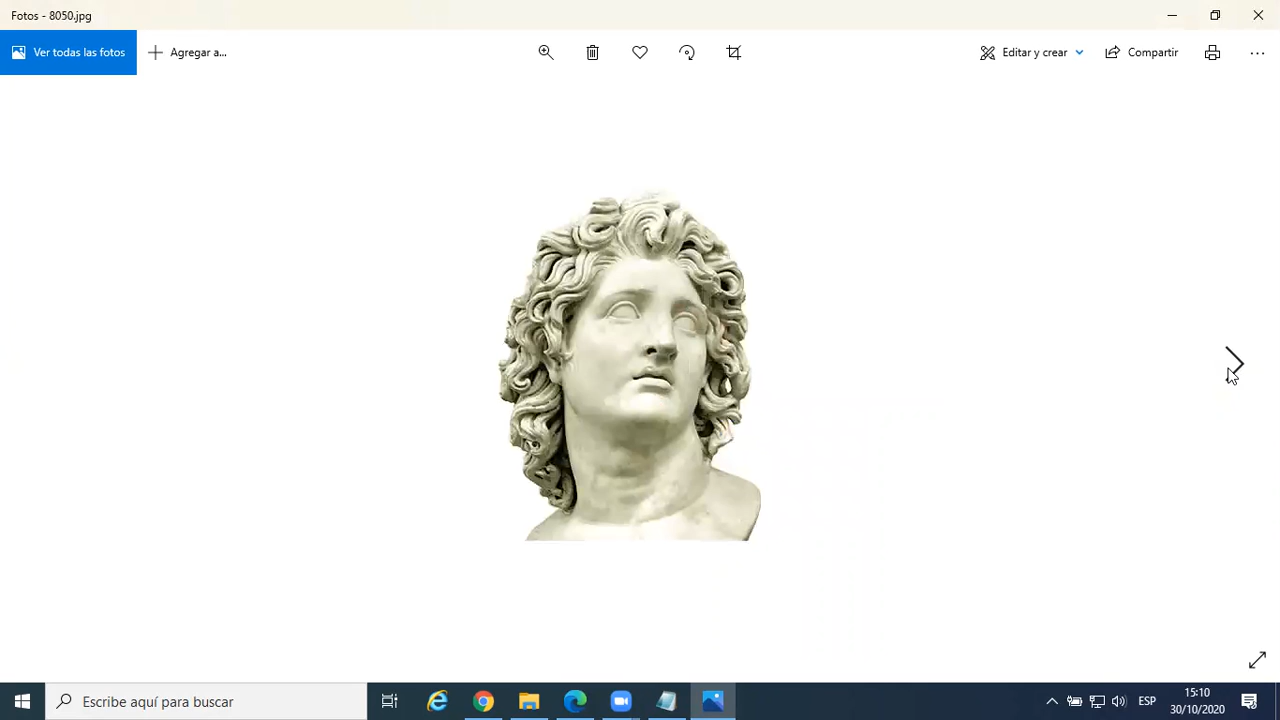 Fotos - 8050.jpg
Ver todas las fotos
Agregar a...
Editar y crear
Compartir
Escribe aquí para buscar
ESP
15:10
30/10/2020